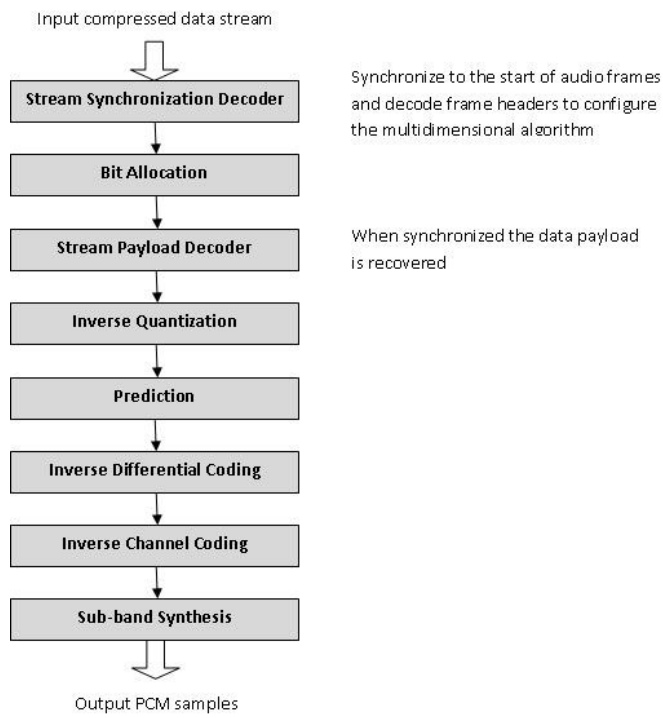 Input compressed data stream
Stream Synchronization Decoder
Synchronize to the start of audio frames
and decode frame headers to configure
the multidimensional algorithm
Bit Allocation
Stream Payload Decoder
When synchronized the data payload
is recovered
Inverse Quantization
Prediction
Inverse Differential Coding
Inverse Channel Coding
Sub-band Synthesis
Output PCM samples